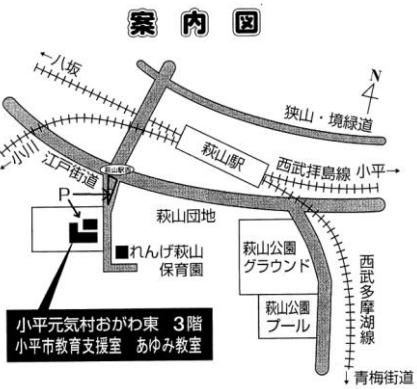 案内図
←八坂
N
狭山・境緑道
萩山駅
←小川
江戸街道
萩山駅西
西武拝島線 小平→
P
萩山団地
■れんげ萩山
保育園
萩山公園
グラウンド
萩山公園
プール
西武多摩湖線
小平元気村おがわ東 3階
小平市教育支援室 あゆみ教室
↓青梅街道